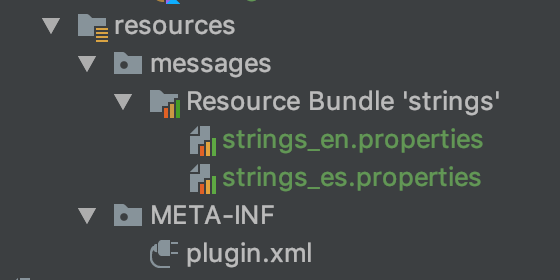 resources
messages
Resource Bundle 'strings'
strings_en.properties
strings_es.properties
META-INF
plugin.xml